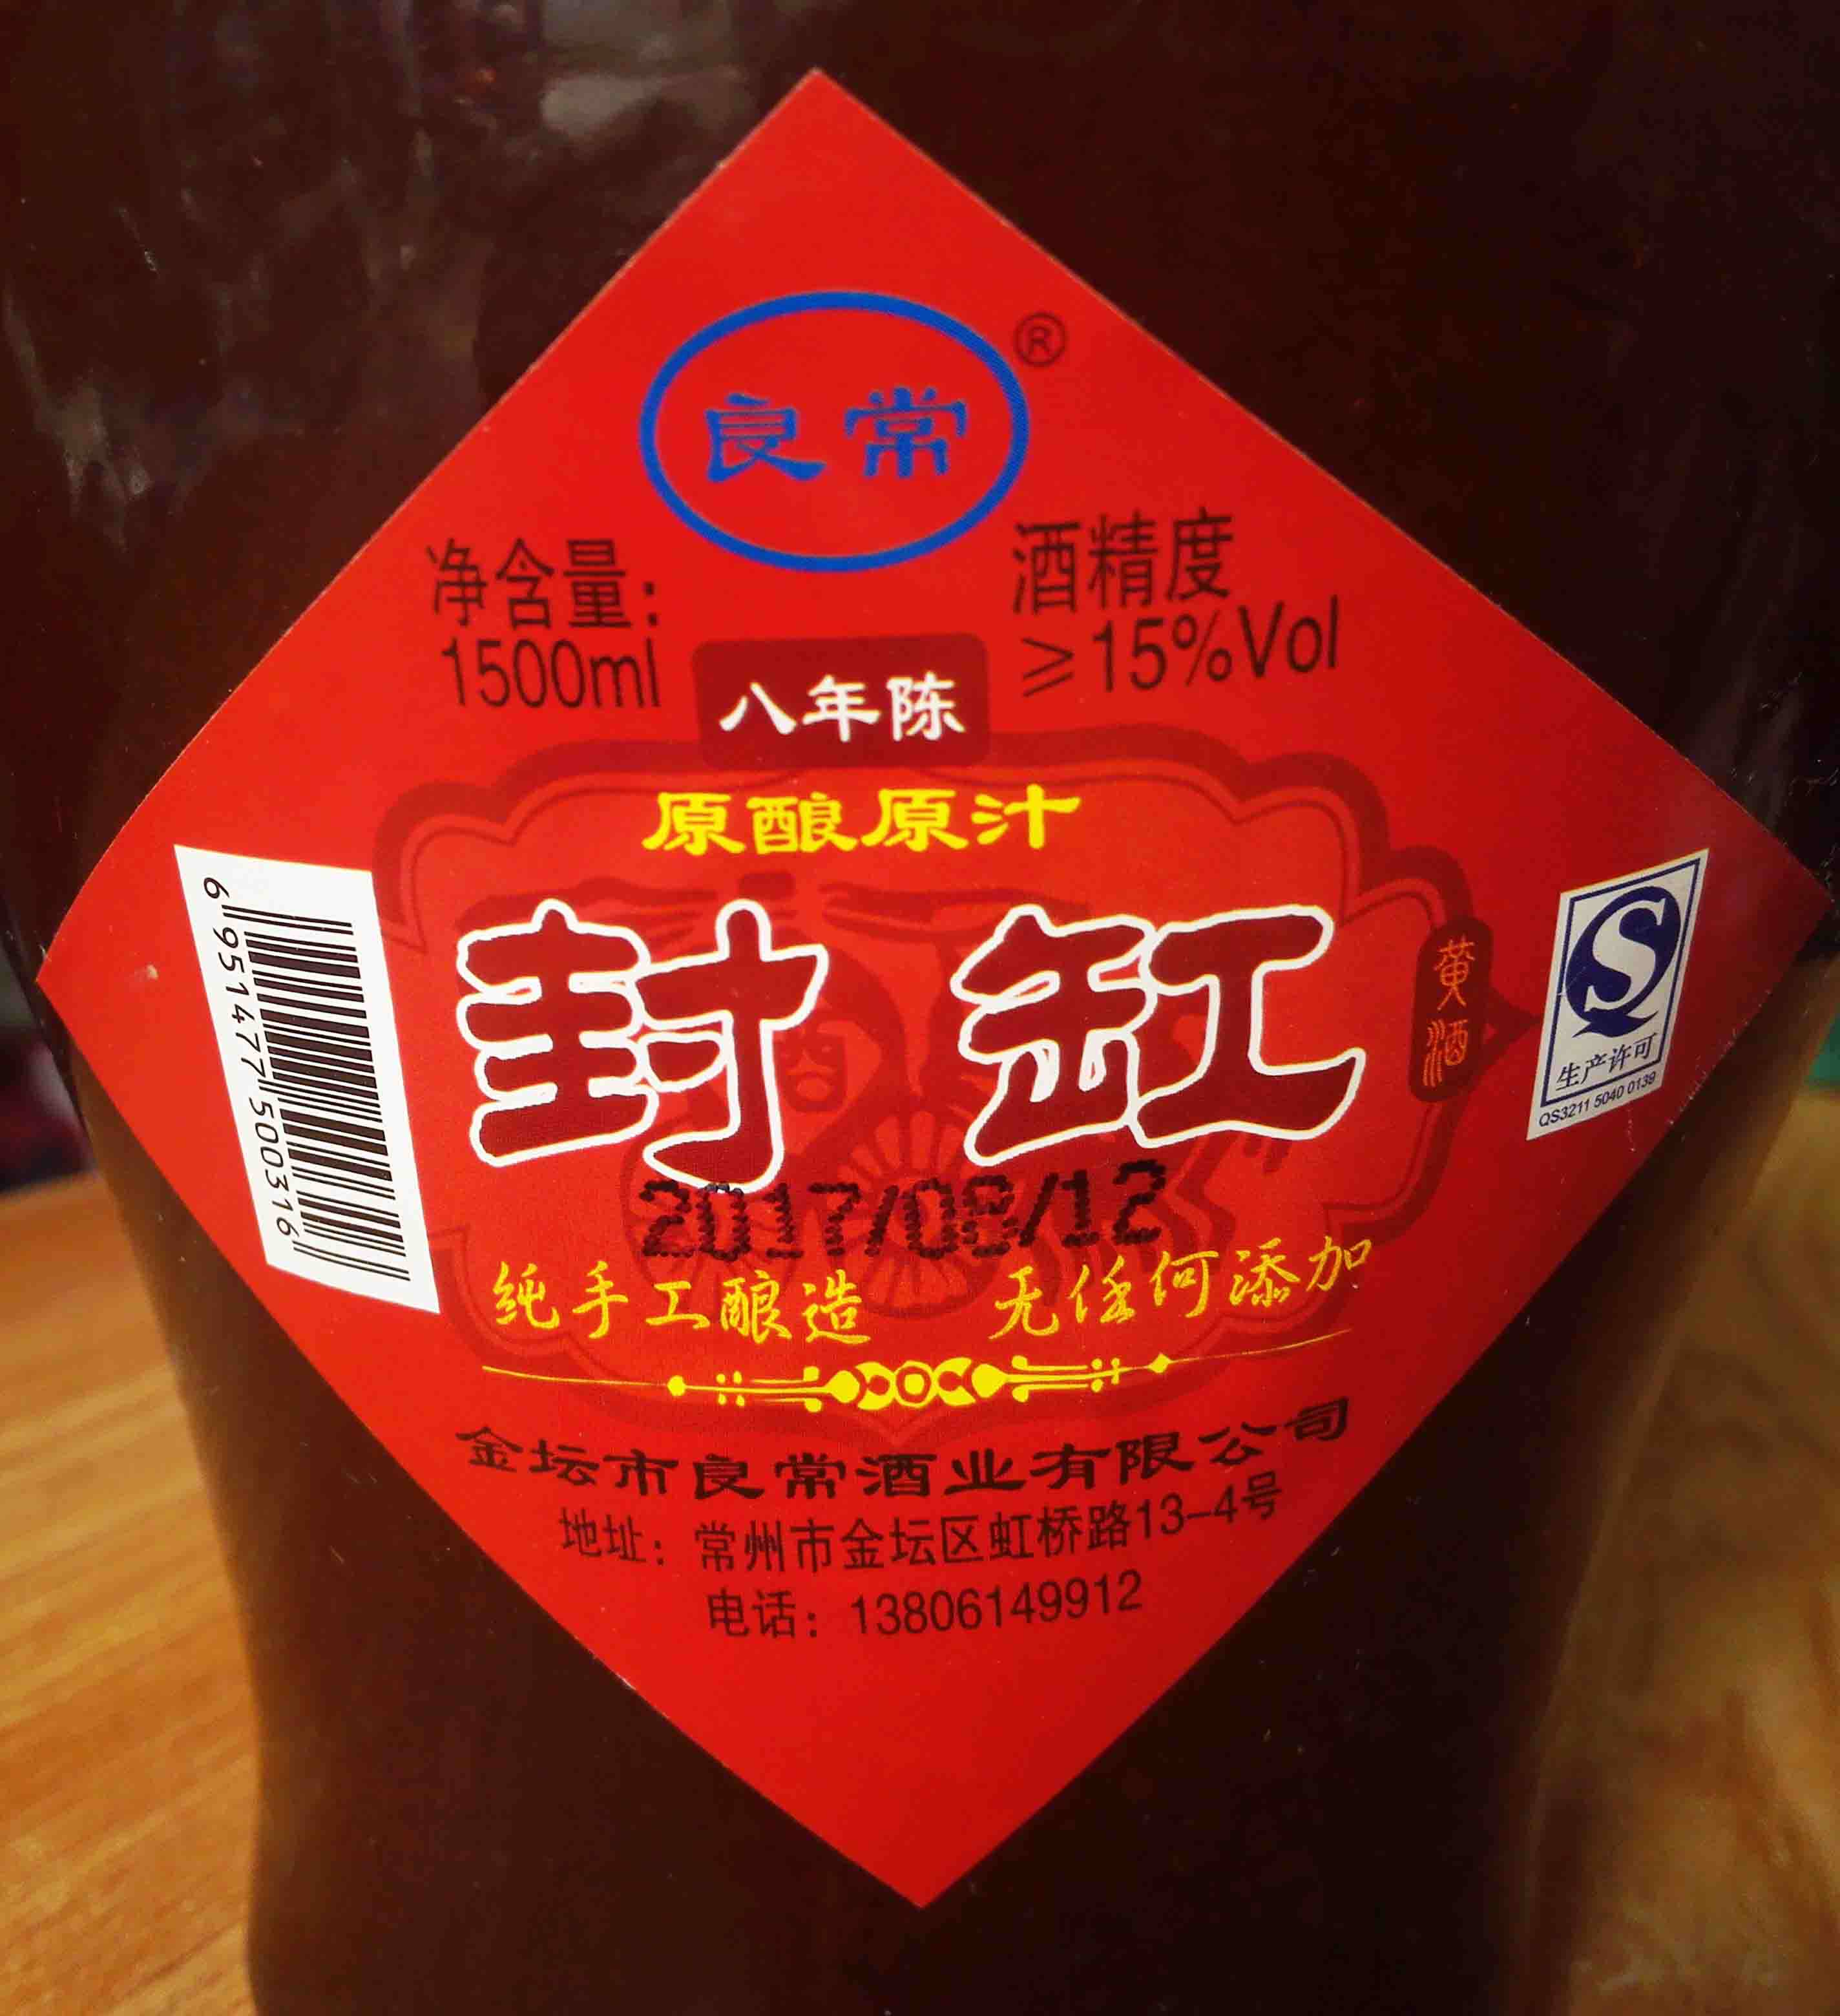 良常
®
净含量：
1500ml
酒精度
≥15%Vol
八年陈
原酿原汁
封缸
黄酒
6 951477 500316
生产许可
QS3211 5040 0139
2017/08/12
纯手工酿造 无任何添加
金坛市良常酒业有限公司
地址：常州市金坛区虹桥路13-4号
电话：13806149912